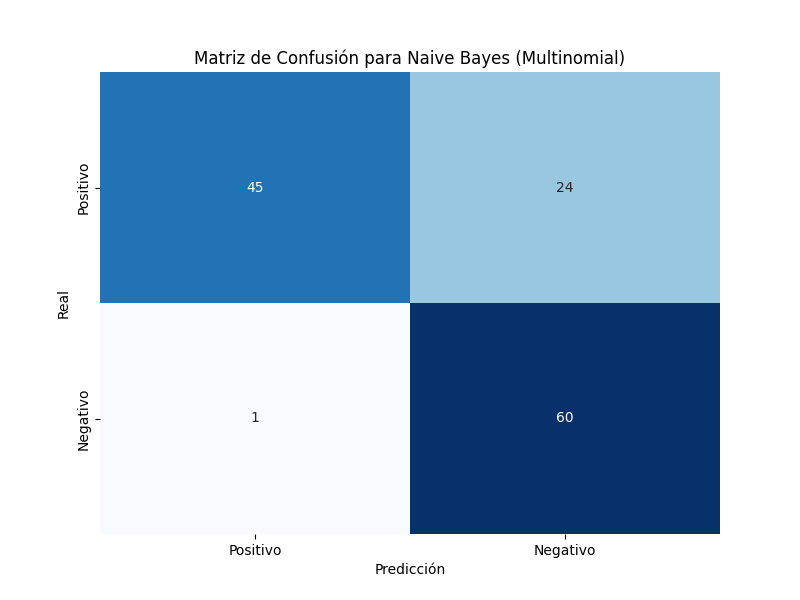 Matriz de Confusión para Naive Bayes (Multinomial)
Real
Positivo
45
24
Negativo
1
60
Positivo
Negativo
Predicción